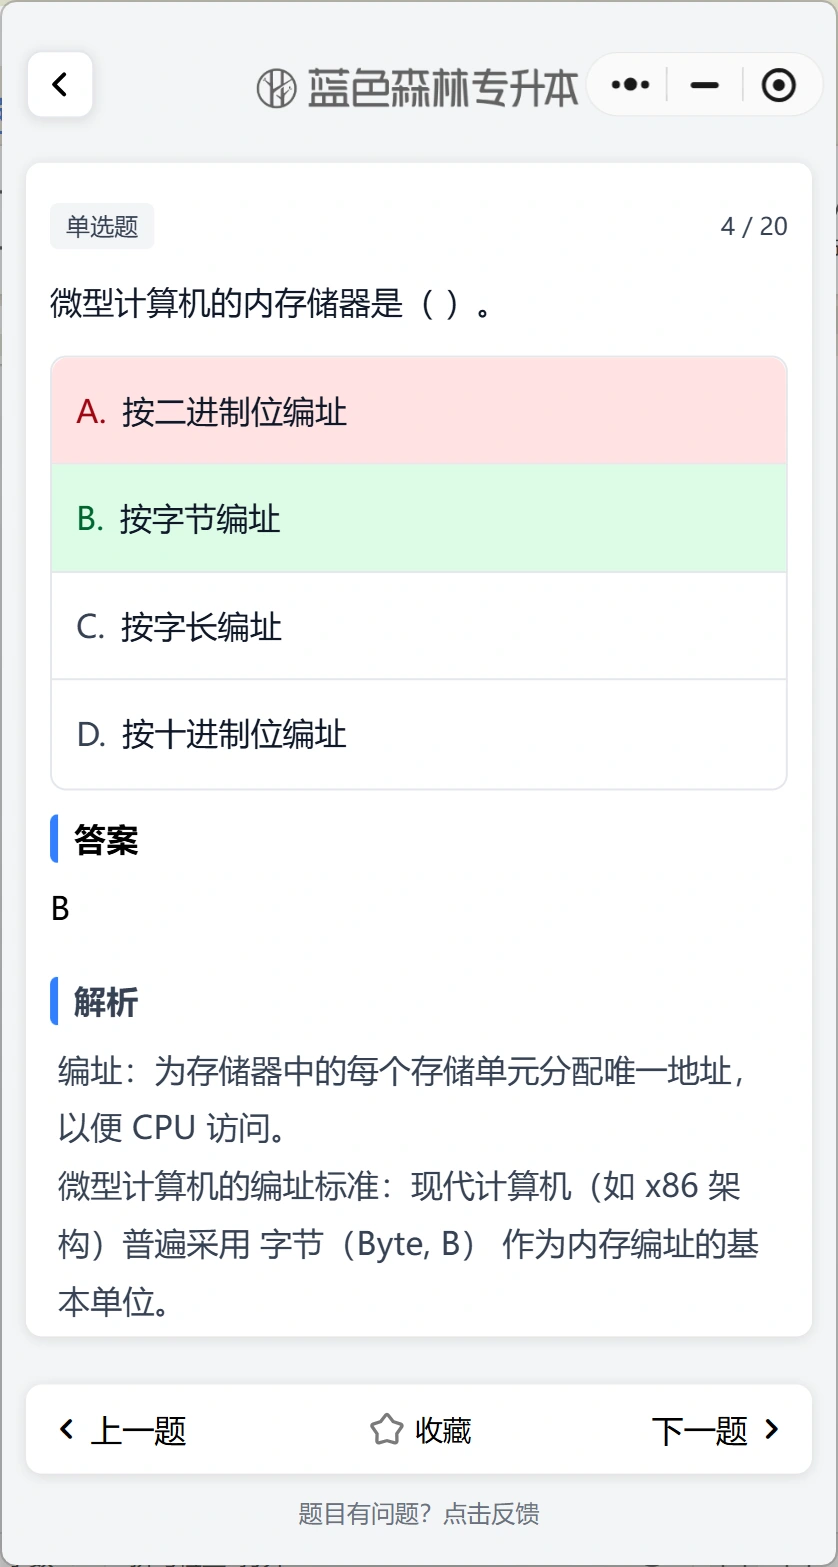 蓝色森林专升本
单选题
4 / 20
微型计算机的内存储器是（ ）。
A. 按二进制位编址
B. 按字节编址
C. 按字长编址
D. 按十进制位编址
答案
B
解析
编址：为存储器中的每个存储单元分配唯一地址，
以便 CPU 访问。
微型计算机的编址标准：现代计算机（如 x86 架
构）普遍采用 字节（Byte, B） 作为内存编址的基
本单位。
上一题
收藏
下一题
题目有问题？点击反馈